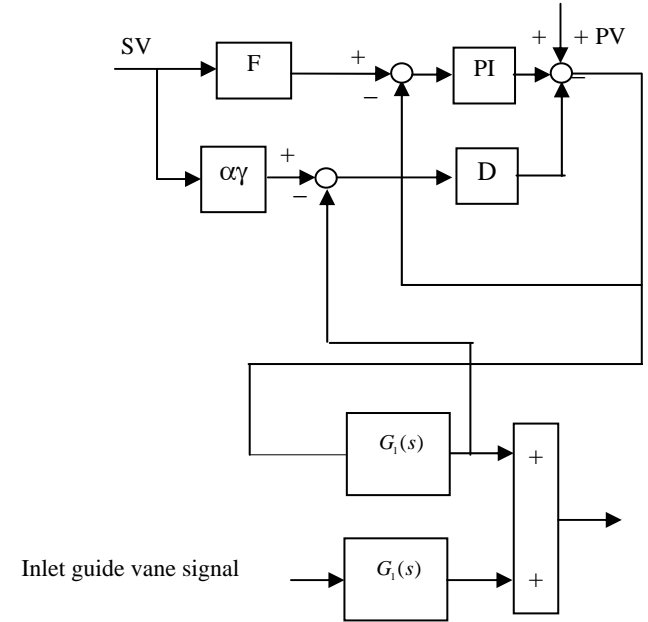 SV
F
+
−
PI
+
+ PV
−
αγ
+
−
D
G₁(s)
+
Inlet guide vane signal
G₁(s)
+